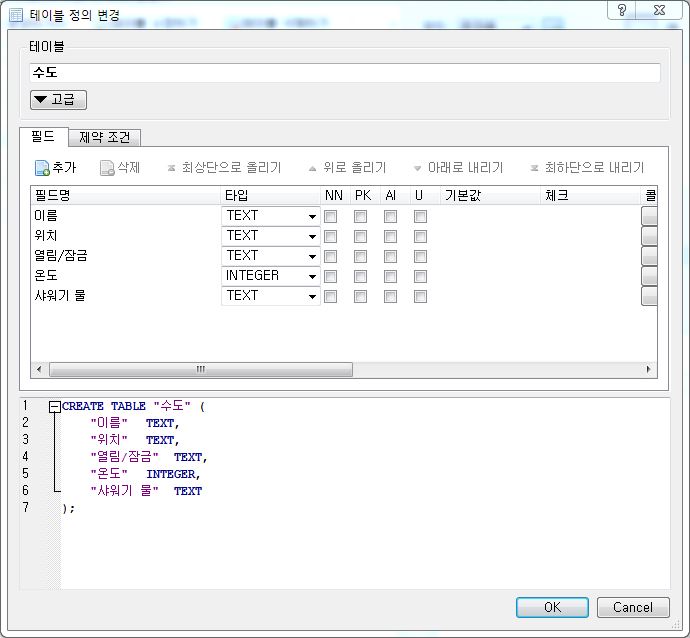 테이블 정의 변경
테이블
수도
고급
필드 제약 조건
추가 삭제 최상단으로 올리기 위로 올리기 아래로 내리기 최하단으로 내리기
필드명 타입 NN PK AI U 기본값 체크 콜
이름 TEXT
위치 TEXT
열림/잠금 TEXT
온도 INTEGER
샤워기 물 TEXT
1 CREATE TABLE "수도" (
2 "이름" TEXT,
3 "위치" TEXT,
4 "열림/잠금" TEXT,
5 "온도" INTEGER,
6 "샤워기 물" TEXT
7 );
OK Cancel